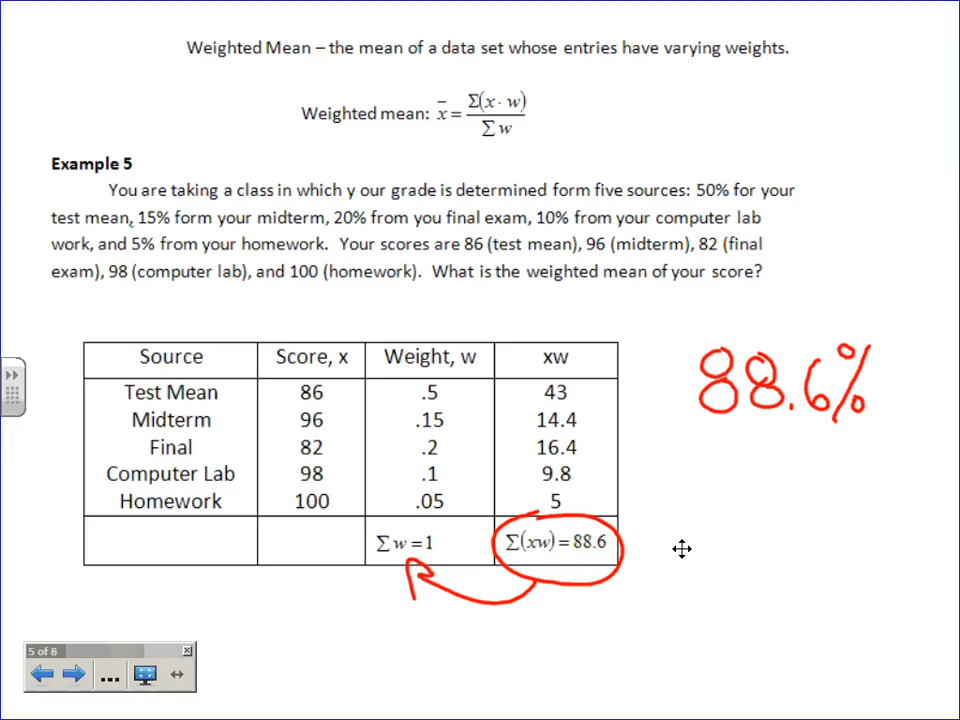 Weighted Mean – the mean of a data set whose entries have varying weights.
Weighted mean: x̄ = Σ(x · w) / Σ w
Example 5
You are taking a class in which y our grade is determined form five sources: 50% for your
test mean, 15% form your midterm, 20% from you final exam, 10% from your computer lab
work, and 5% from your homework. Your scores are 86 (test mean), 96 (midterm), 82 (final
exam), 98 (computer lab), and 100 (homework). What is the weighted mean of your score?
Source Score, x Weight, w xw
Test Mean 86 .5 43
Midterm 96 .15 14.4
Final 82 .2 16.4
Computer Lab 98 .1 9.8
Homework 100 .05 5
Σ w = 1 Σ(xw) = 88.6
88.6%
5 of 8
...